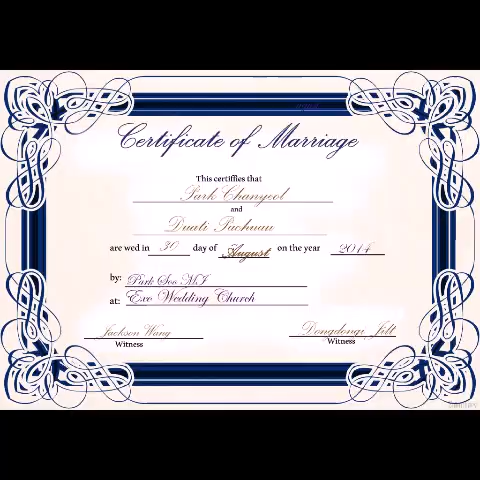 Certificate of Marriage
This certifies that
Park Chanyeol
and
Duati Pachuau
are wed in 30 day of August on the year 2014
by: Park Soo MI
at: Exo Wedding Church
Jackson Wang Dongdongi Jill
Witness Witness